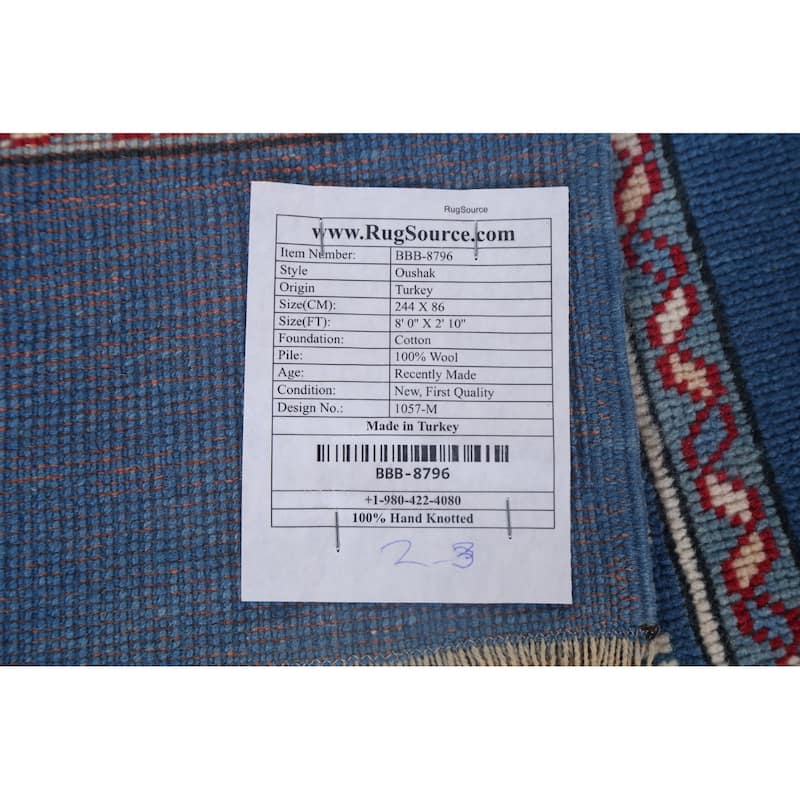 RugSource
www.RugSource.com
Item Number: BBB-8796
Style Oushak
Origin Turkey
Size(CM): 244 X 86
Size(FT): 8' 0" X 2' 10"
Foundation: Cotton
Pile: 100% Wool
Age: Recently Made
Condition: New, First Quality
Design No.: 1057-M
Made in Turkey
BBB-8796
+1-980-422-4080
100% Hand Knotted
2-3